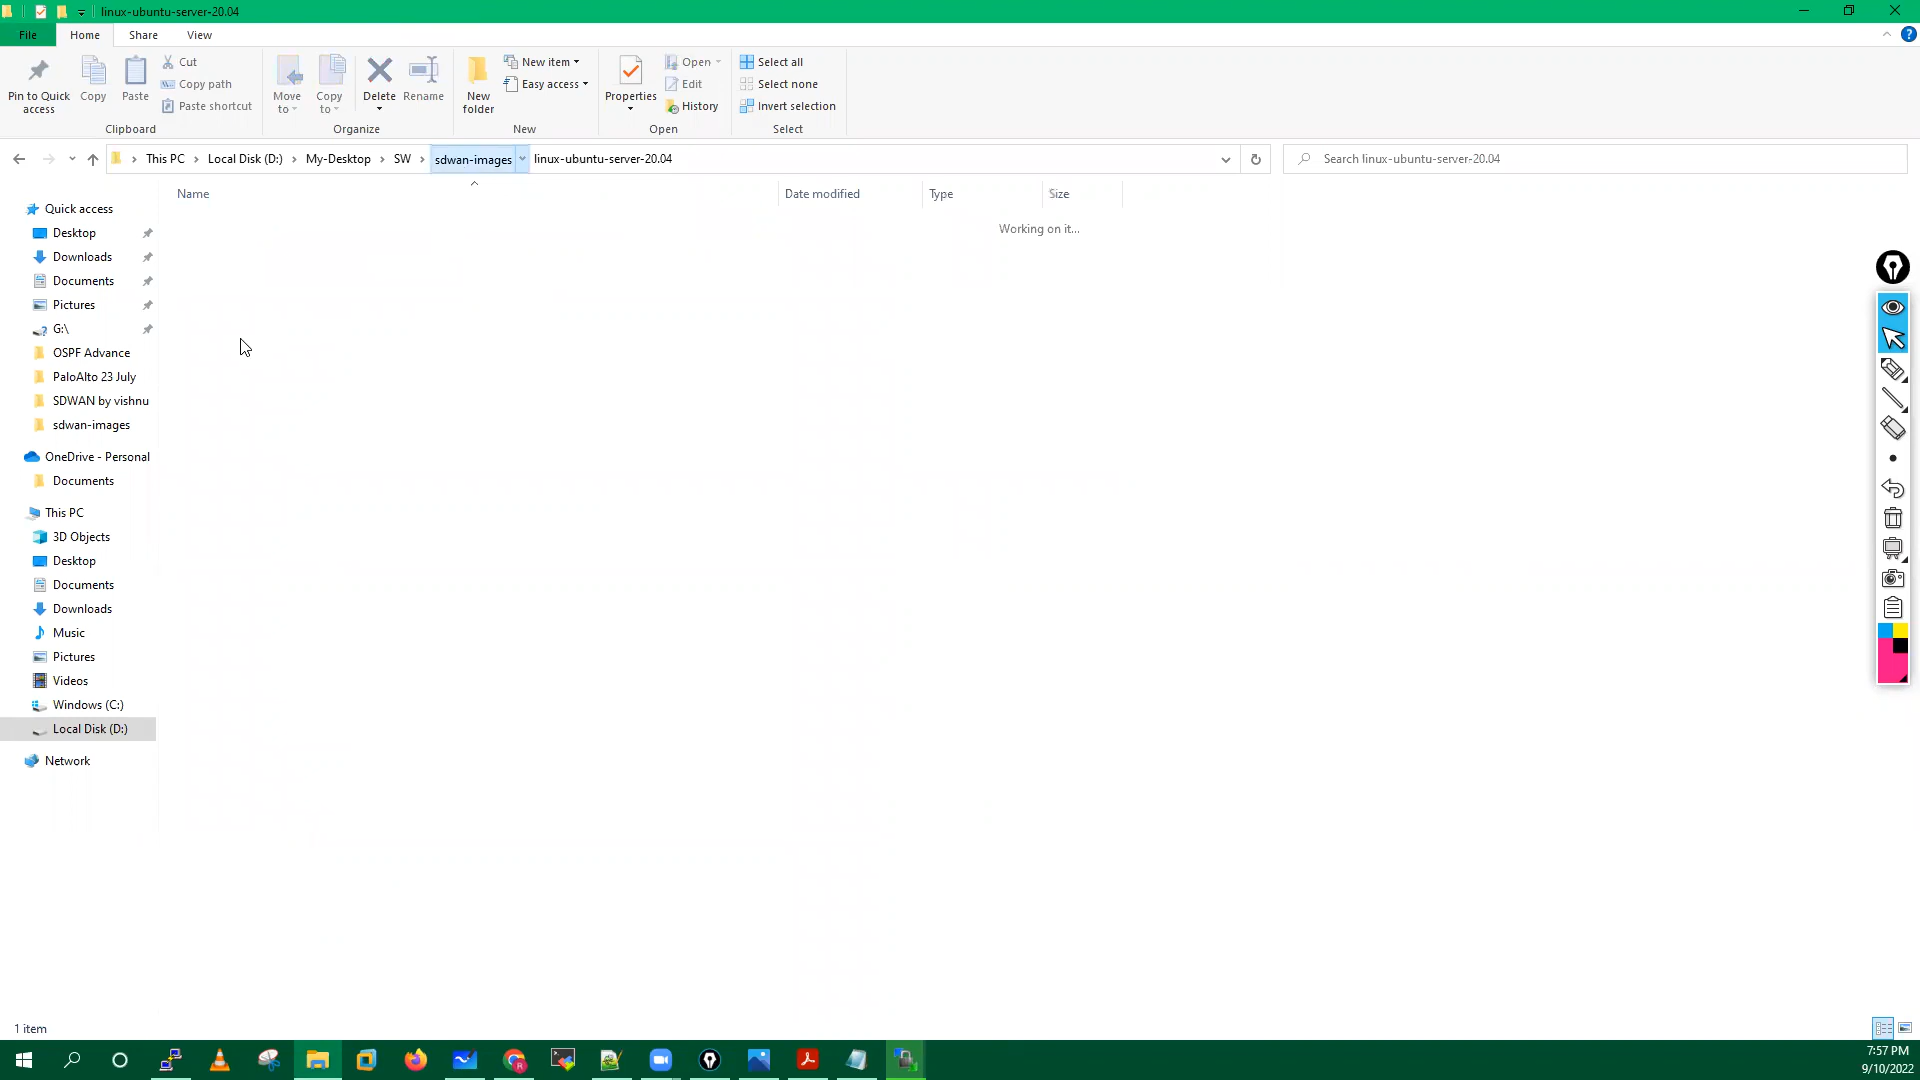 linux-ubuntu-server-20.04
File Home Share View
Pin to Quick access
Copy
Paste
Cut
Copy path
Paste shortcut
Clipboard
Move to
Copy to
Delete
Rename
Organize
New folder
New item
Easy access
New
Properties
Open
Edit
History
Open
Select all
Select none
Invert selection
Select
This PC > Local Disk (D:) > My-Desktop > SW > sdwan-images linux-ubuntu-server-20.04
Search linux-ubuntu-server-20.04
Name Date modified Type Size
Working on it...
Quick access
Desktop
Downloads
Documents
Pictures
G:\
OSPF Advance
PaloAlto 23 July
SDWAN by vishnu
sdwan-images
OneDrive - Personal
Documents
This PC
3D Objects
Desktop
Documents
Downloads
Music
Pictures
Videos
Windows (C:)
Local Disk (D:)
Network
1 item
7:57 PM
9/10/2022